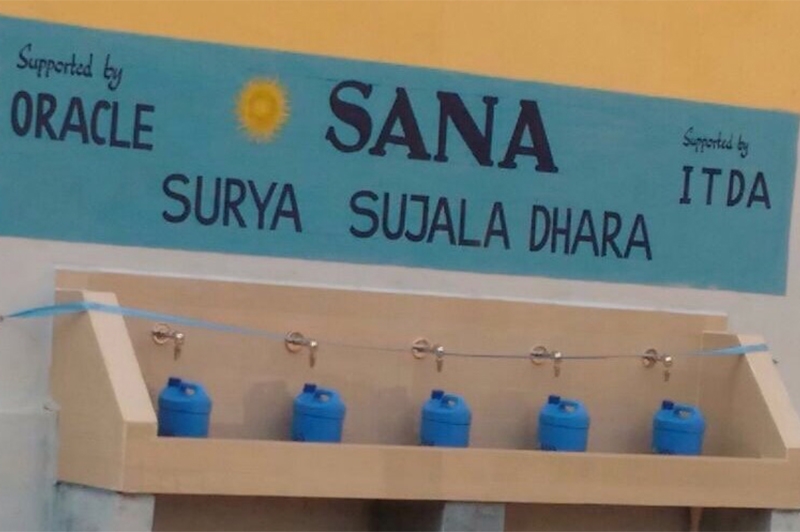 Supported by
ORACLE
SANA
SURYA SUJALA DHARA
Supported by
ITDA